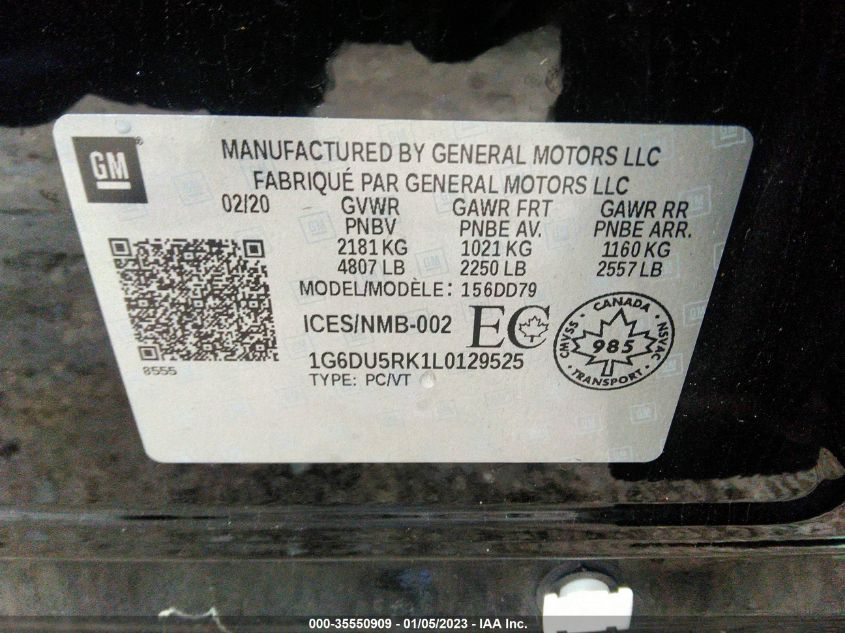 GM
MANUFACTURED BY GENERAL MOTORS LLC
FABRIQUÉ PAR GENERAL MOTORS LLC
02/20 GVWR GAWR FRT GAWR RR
PNBV PNBE AV. PNBE ARR.
2181 KG 1021 KG 1160 KG
4807 LB 2250 LB 2557 LB
MODEL/MODÈLE: 156DD79
ICES/NMB-002 EC
CANADA
CMVSS 985 NSVAC
TRANSPORT
1G6DU5RK1L0129525
TYPE: PC/VT
8555
000-35550909 - 01/05/2023 - IAA Inc.